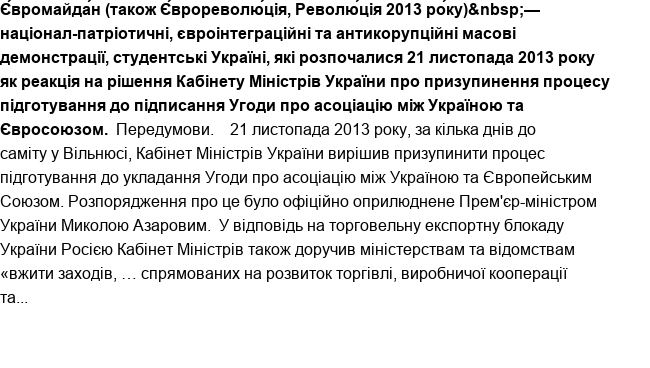 Євромайда́н (також Єврореволю́ція, Револю́ція 2013 ро́ку)&nbsp;—
націонал-патріотичні, євроінтеграційні та антикорупційні масові
демонстрації, студентські Україні, які розпочалися 21 листопада 2013 року
як реакція на рішення Кабінету Міністрів України про призупинення процесу
підготування до підписання Угоди про асоціацію між Україною та
Євросоюзом. Передумови. 21 листопада 2013 року, за кілька днів до
саміту у Вільнюсі, Кабінет Міністрів України вирішив призупинити процес
підготування до укладання Угоди про асоціацію між Україною та Європейським
Союзом. Розпорядження про це було офіційно оприлюднене Прем'єр-міністром
України Миколою Азаровим. У відповідь на торговельну експортну блокаду
України Росією Кабінет Міністрів також доручив міністерствам та відомствам
«вжити заходів, … спрямованих на розвиток торгівлі, виробничої кооперації
та...